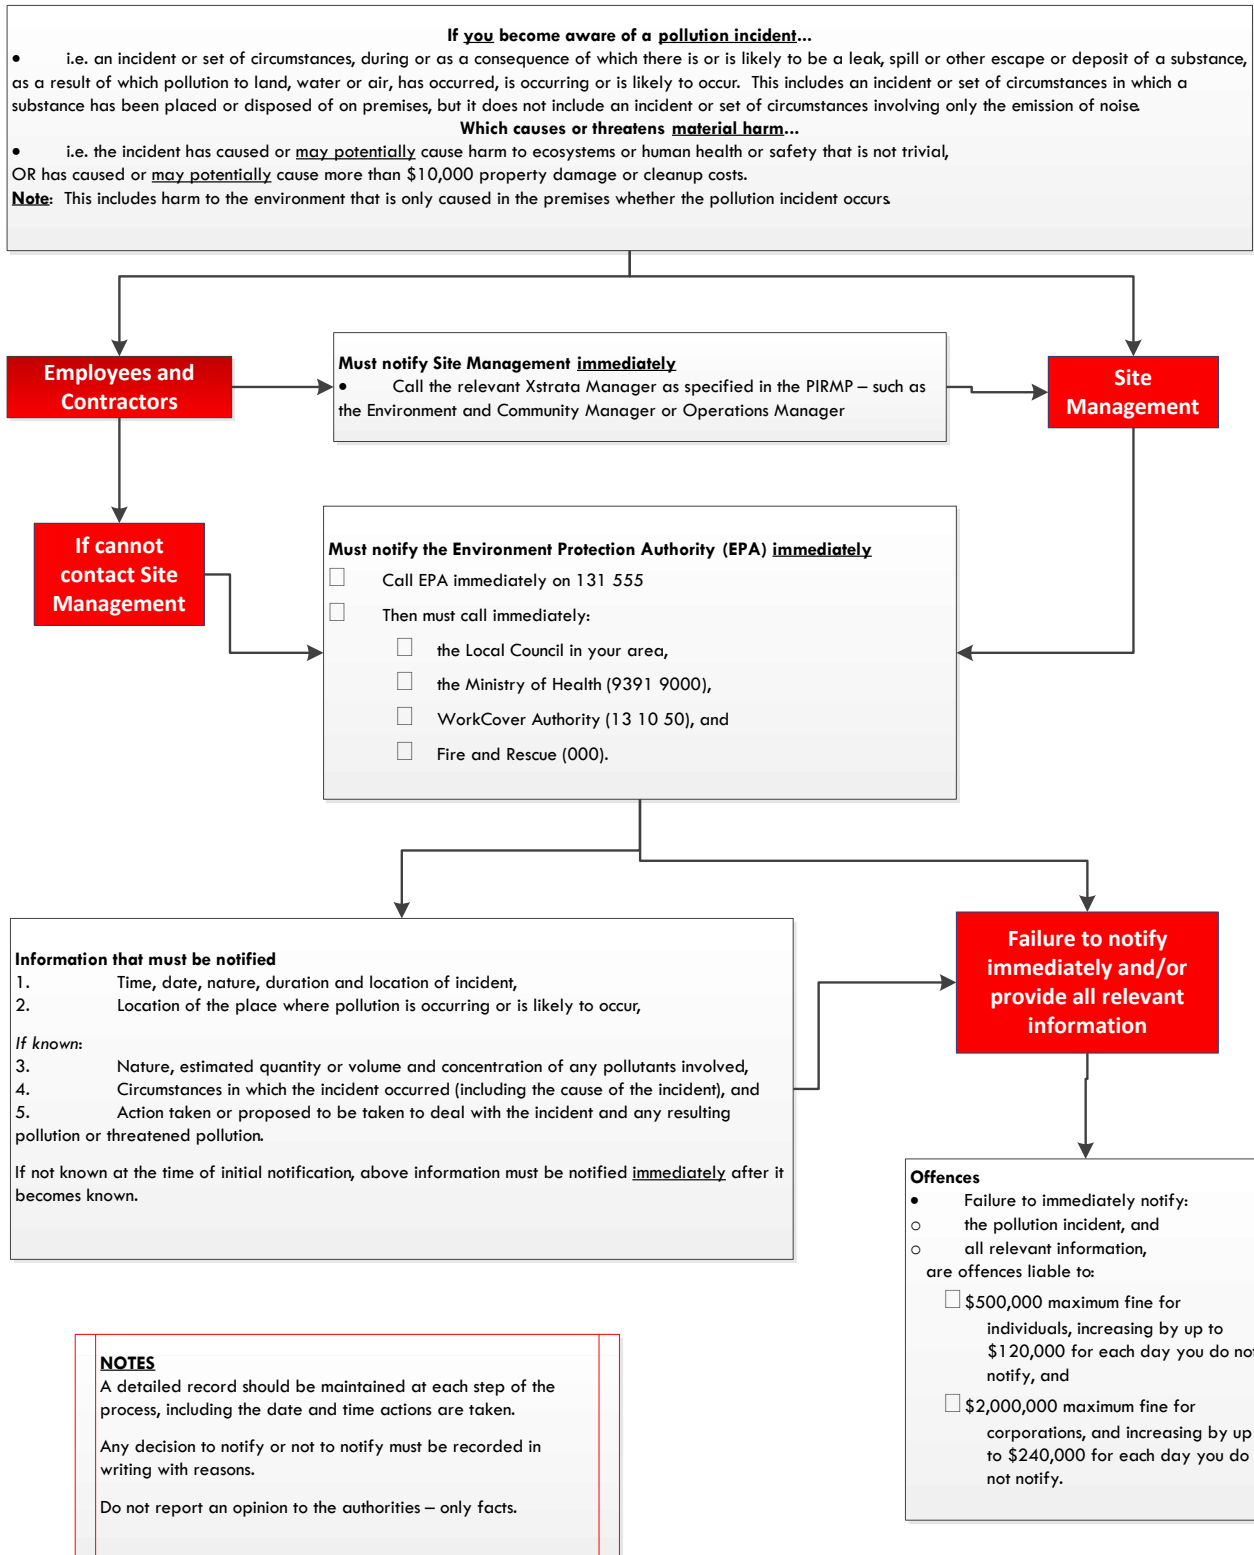 If you become aware of a pollution incident...
• i.e. an incident or set of circumstances, during or as a consequence of which there is or is likely to be a leak, spill or other escape or deposit of a substance,
as a result of which pollution to land, water or air, has occurred, is occurring or is likely to occur. This includes an incident or set of circumstances in which a
substance has been placed or disposed of on premises, but it does not include an incident or set of circumstances involving only the emission of noise.
Which causes or threatens material harm...
• i.e. the incident has caused or may potentially cause harm to ecosystems or human health or safety that is not trivial,
OR has caused or may potentially cause more than $10,000 property damage or cleanup costs.
Note: This includes harm to the environment that is only caused in the premises whether the pollution incident occurs.
Employees and
Contractors
Must notify Site Management immediately
• Call the relevant Xstrata Manager as specified in the PIRMP – such as
the Environment and Community Manager or Operations Manager
Site
Management
If cannot
contact Site
Management
Must notify the Environment Protection Authority (EPA) immediately
Call EPA immediately on 131 555
Then must call immediately:
the Local Council in your area,
the Ministry of Health (9391 9000),
WorkCover Authority (13 10 50), and
Fire and Rescue (000).
Information that must be notified
1. Time, date, nature, duration and location of incident,
2. Location of the place where pollution is occurring or is likely to occur,
If known:
3. Nature, estimated quantity or volume and concentration of any pollutants involved,
4. Circumstances in which the incident occurred (including the cause of the incident), and
5. Action taken or proposed to be taken to deal with the incident and any resulting
pollution or threatened pollution.
If not known at the time of initial notification, above information must be notified immediately after it
becomes known.
Failure to notify
immediately and/or
provide all relevant
information
Offences
• Failure to immediately notify:
o the pollution incident, and
o all relevant information,
are offences liable to:
$500,000 maximum fine for
individuals, increasing by up to
$120,000 for each day you do not
notify, and
$2,000,000 maximum fine for
corporations, and increasing by up
to $240,000 for each day you do
not notify.
NOTES
A detailed record should be maintained at each step of the
process, including the date and time actions are taken.
Any decision to notify or not to notify must be recorded in
writing with reasons.
Do not report an opinion to the authorities – only facts.